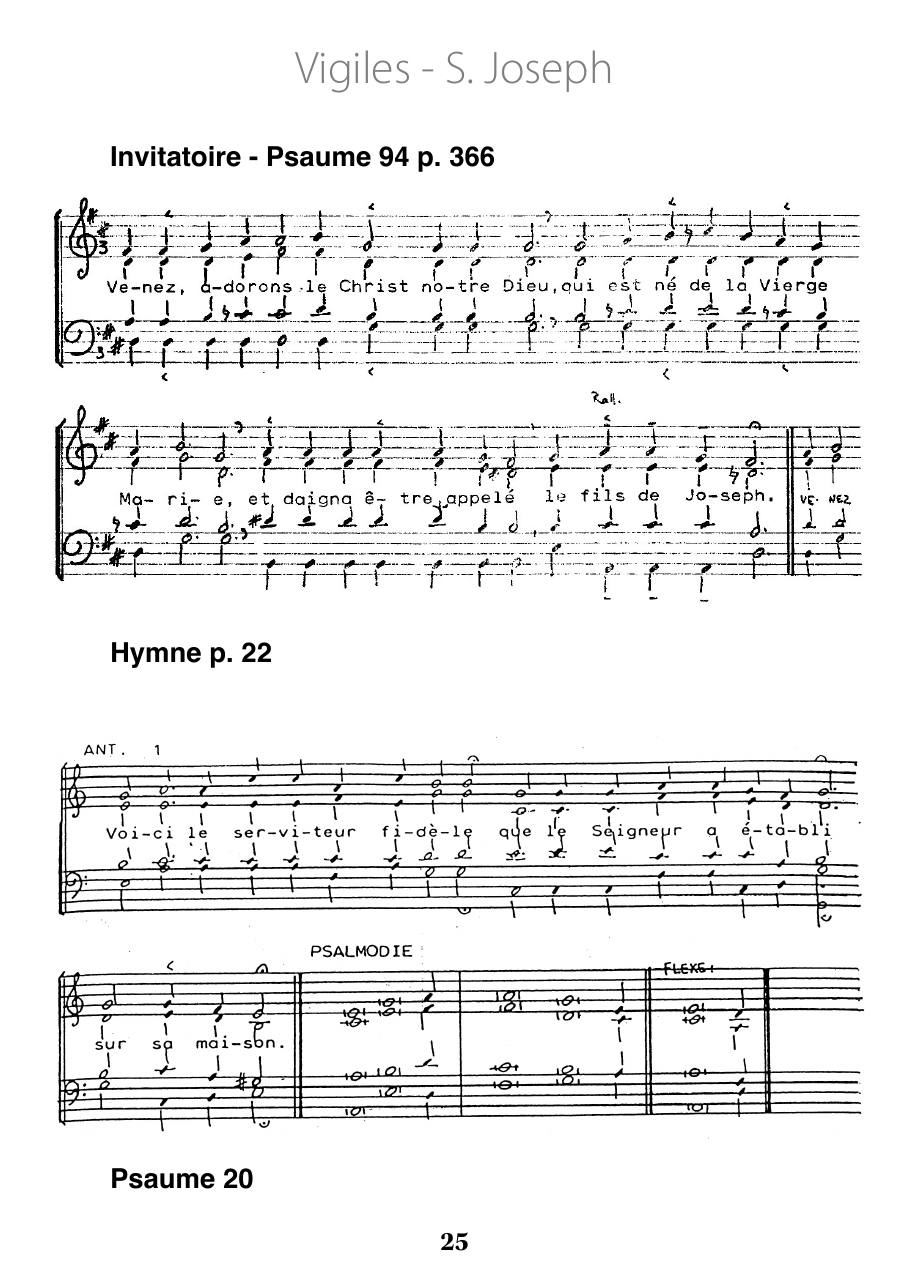 Vigiles - S. Joseph
Invitatoire - Psaume 94 p. 366
3
Ve-nez, a-dorons le Christ no-tre Dieu, qui est né de la Vierge
3
Rall.
Ma- ri- e, et daigna ê- tre appelé le fils de Jo-seph. VE- NEZ
Hymne p. 22
ANT. 1
Voi-ci le ser-vi-teur fi-dè-le que le Seigneur a é-ta-bli
PSALMODIE
FLEXE:
sur sa mai-son.
Psaume 20
25